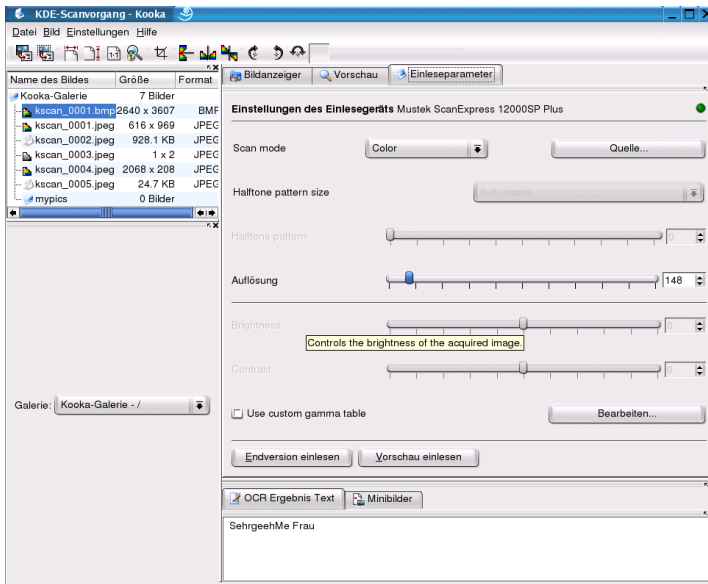 KDE-Scanvorgang - Kooka
Datei Bild Einstellungen Hilfe
Name des Bildes Größe Format
Kooka-Galerie 7 Bilder
kscan_0001.bmp 2640 x 3607 BMF
kscan_0001.jpeg 616 x 969 JPEG
kscan_0002.jpeg 928.1 KB JPEG
kscan_0003.jpeg 1 x 2 JPEG
kscan_0004.jpeg 2068 x 208 JPEG
kscan_0005.jpeg 24.7 KB JPEG
mypics 0 Bilder
Galerie: Kooka-Galerie - /
Bildanzeiger Vorschau Einleseparameter
Einstellungen des Einlesegeräts Mustek ScanExpress 12000SP Plus
Scan mode Color Quelle...
Halftone pattern size 8x8 coarse
Halftone pattern 0
Auflösung 148
Brightness 0
Controls the brightness of the acquired image.
Contrast 0
Use custom gamma table Bearbeiten...
Endversion einlesen Vorschau einlesen
OCR Ergebnis Text Minibilder
SehrgeehMe Frau